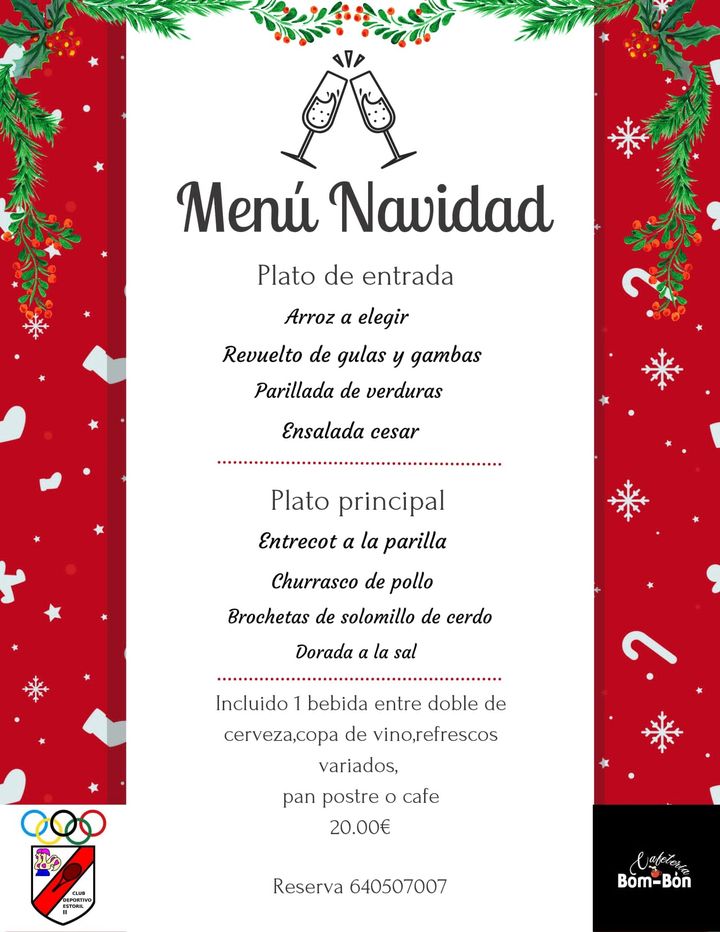 Menú Navidad
Plato de entrada
Arroz a elegir
Revuelto de gulas y gambas
Parillada de verduras
Ensalada cesar
Plato principal
Entrecot a la parilla
Churrasco de pollo
Brochetas de solomillo de cerdo
Dorada a la sal
Incluido 1 bebida entre doble de
cerveza,copa de vino,refrescos
variados,
pan postre o cafe
20.00€
Reserva 640507007
CLUB
DEPORTIVO
ESTORIL
II
Cafetería
Bom-Bón